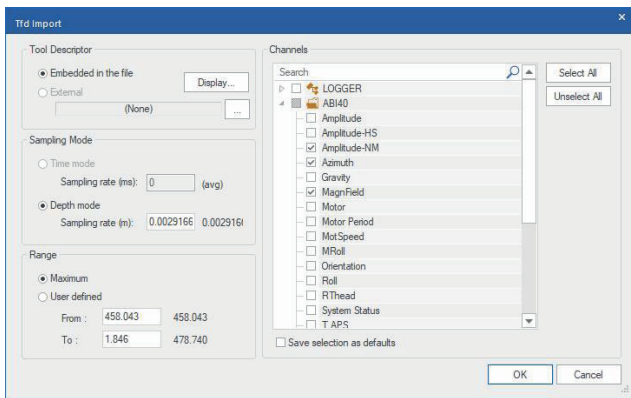 Tfd Import
Tool Descriptor
Embedded in the file
Display...
External
(None)
...
Sampling Mode
Time mode
Sampling rate (ms): 0 (avg)
Depth mode
Sampling rate (m): 0.0029166 0.002916
Range
Maximum
User defined
From : 458.043 458.043
To : 1.846 478.740
Channels
Search
LOGGER
ABI40
Amplitude
Amplitude-HS
Amplitude-NM
Azimuth
Gravity
MagnField
Motor
Motor Period
MotSpeed
MRoll
Orientation
Roll
RThead
System Status
T APS
Save selection as defaults
Select All
Unselect All
OK
Cancel